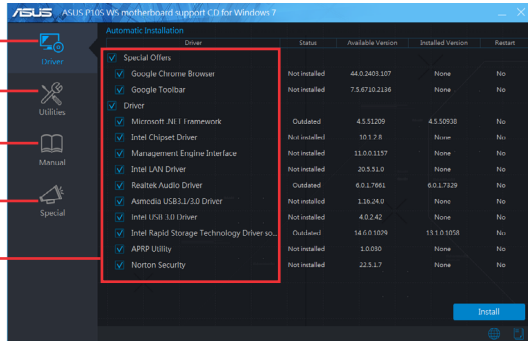 ASUS ASUS P10S WS motherboard support CD for Windows 7
Automatic Installation
Driver Status Available Version Installed Version Restart
Special Offers
Google Chrome Browser Not installed 44.0.2403.107 None No
Google Toolbar Not installed 7.5.6710.2136 None No
Driver
Microsoft .NET Framework Outdated 4.5.51209 4.5.50938 No
Intel Chipset Driver Not installed 10.1.2.8 None No
Management Engine Interface Not installed 11.0.0.1157 None No
Intel LAN Driver Not installed 20.5.51.0 None No
Realtek Audio Driver Outdated 6.0.1.7661 6.0.1.7329 No
Asmedia USB3.1/3.0 Driver Not installed 1.16.24.0 None No
Intel USB 3.0 Driver Not installed 4.0.2.42 None No
Intel Rapid Storage Technology Driver so... Outdated 14.6.0.1029 13.1.0.1058 No
APRP Utility Not installed 1.0.030 None No
Norton Security Not installed 22.5.1.7 None No
Driver
Utilities
Manual
Special
Install